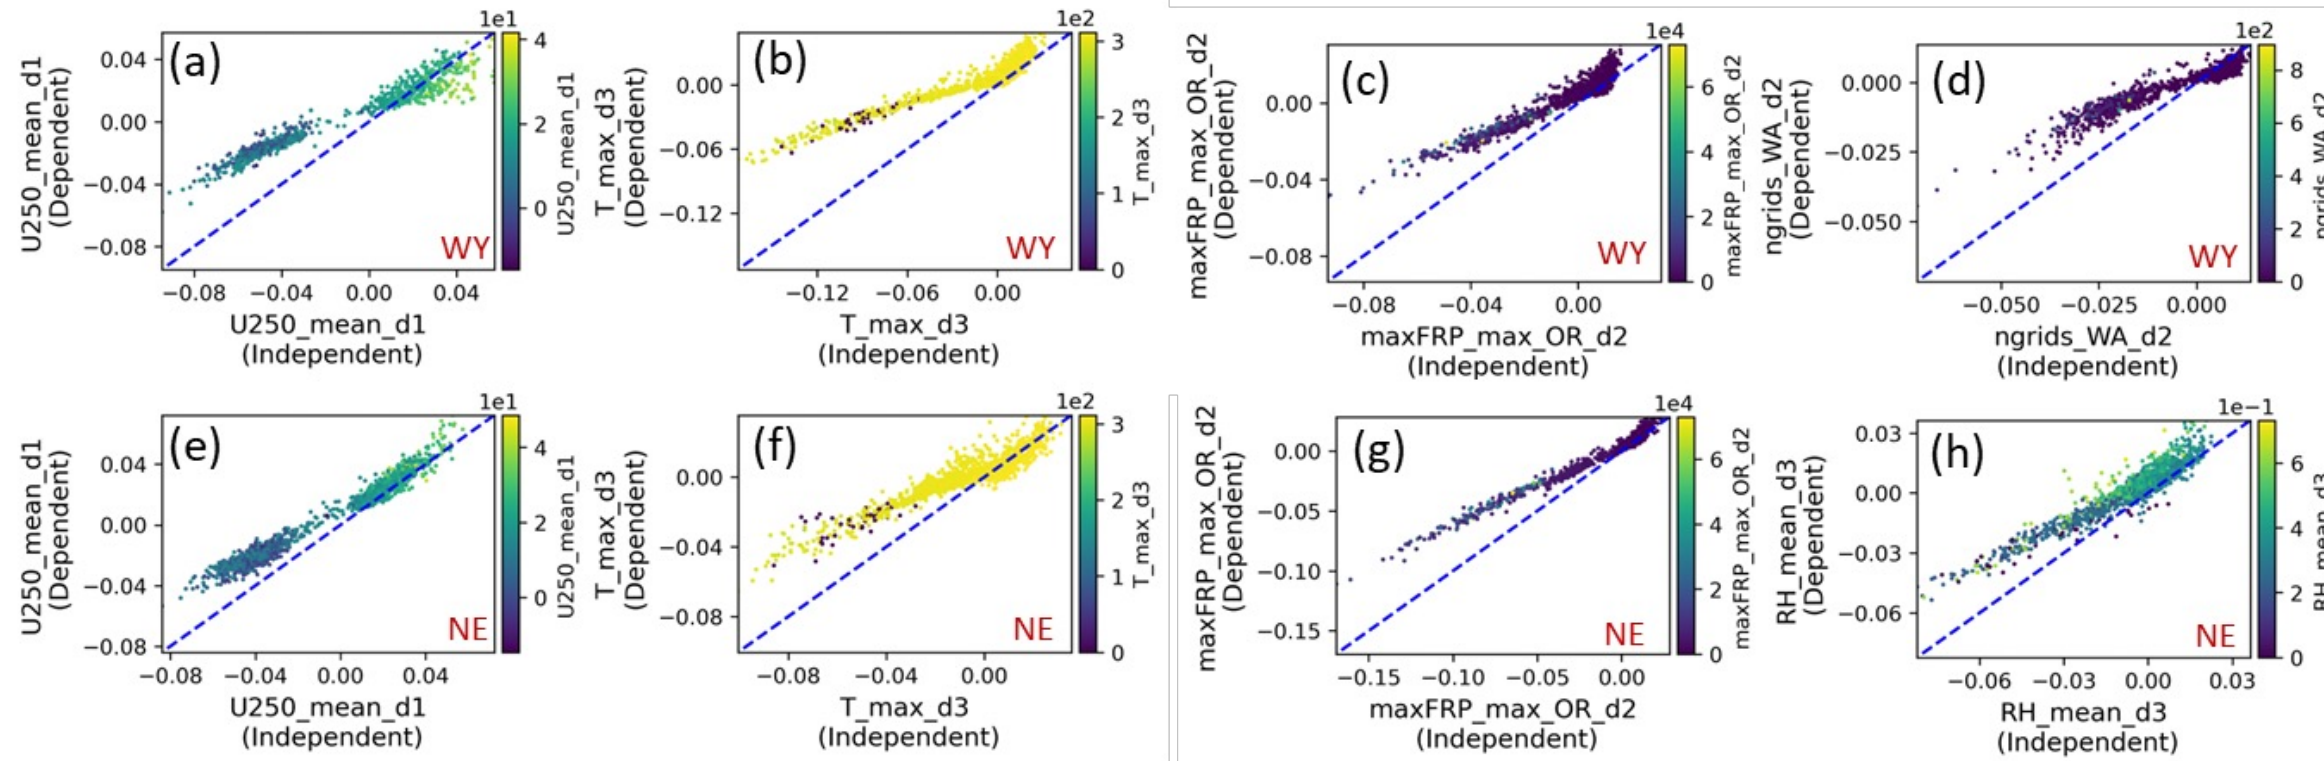 (a)
1e1
U250_mean_d1
(Dependent)
0.04
0.00
−0.04
−0.08
−0.08 −0.04 0.00 0.04
U250_mean_d1
(Independent)
WY
4
2
0
U250_mean_d1
(b)
1e2
T_max_d3
(Dependent)
0.00
−0.06
−0.12
−0.12 −0.06 0.00
T_max_d3
(Independent)
WY
3
2
1
0
T_max_d3
(c)
1e4
maxFRP_max_OR_d2
(Dependent)
0.00
−0.04
−0.08
−0.08 −0.04 0.00
maxFRP_max_OR_d2
(Independent)
WY
6
4
2
0
maxFRP_max_OR_d2
(d)
1e2
ngrids_WA_d2
(Dependent)
0.000
−0.025
−0.050
−0.050 −0.025 0.000
ngrids_WA_d2
(Independent)
WY
8
6
4
2
0
ngrids_WA_d2
(e)
1e1
U250_mean_d1
(Dependent)
0.04
0.00
−0.04
−0.08
−0.08 −0.04 0.00 0.04
U250_mean_d1
(Independent)
NE
4
2
0
U250_mean_d1
(f)
1e2
T_max_d3
(Dependent)
0.00
−0.04
−0.08
−0.08 −0.04 0.00
T_max_d3
(Independent)
NE
3
2
1
0
T_max_d3
(g)
1e4
maxFRP_max_OR_d2
(Dependent)
0.00
−0.05
−0.10
−0.15
−0.15 −0.10 −0.05 0.00
maxFRP_max_OR_d2
(Independent)
NE
6
4
2
0
maxFRP_max_OR_d2
(h)
1e−1
RH_mean_d3
(Dependent)
0.03
0.00
−0.03
−0.06
−0.06 −0.03 0.00 0.03
RH_mean_d3
(Independent)
NE
6
4
2
0
RH_mean_d3